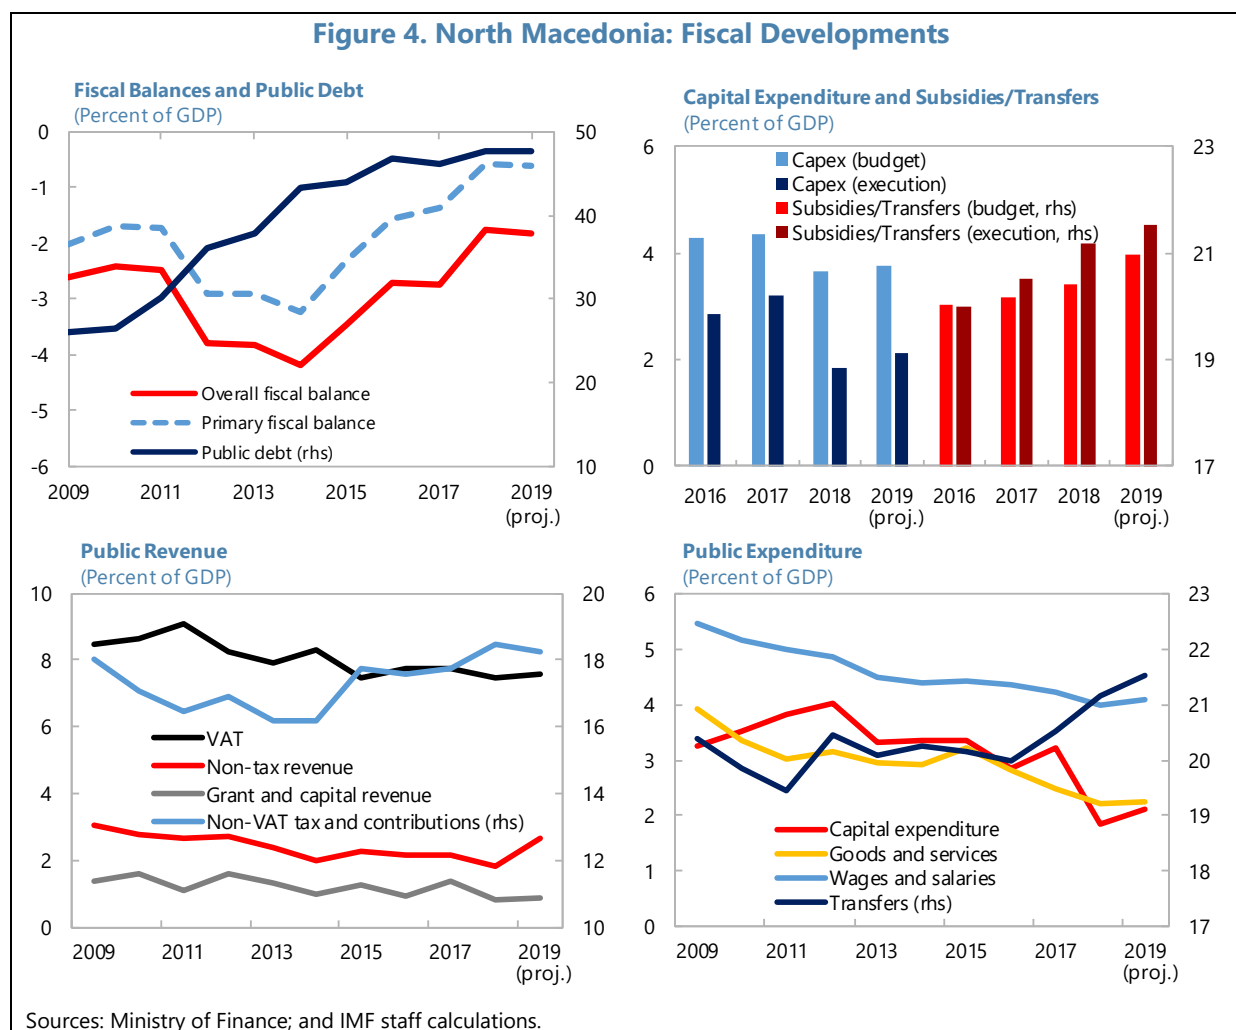 Figure 4. North Macedonia: Fiscal Developments
Fiscal Balances and Public Debt
(Percent of GDP)
0
-1
-2
-3
-4
-5
-6
50
40
30
20
10
Overall fiscal balance
Primary fiscal balance
Public debt (rhs)
2009 2011 2013 2015 2017 2019
(proj.)
Capital Expenditure and Subsidies/Transfers
(Percent of GDP)
6
4
2
0
23
21
19
17
Capex (budget)
Capex (execution)
Subsidies/Transfers (budget, rhs)
Subsidies/Transfers (execution, rhs)
2016 2017 2018 2019 2016 2017 2018 2019
(proj.) (proj.)
Public Revenue
(Percent of GDP)
10
8
6
4
2
0
20
18
16
14
12
10
VAT
Non-tax revenue
Grant and capital revenue
Non-VAT tax and contributions (rhs)
2009 2011 2013 2015 2017 2019
(proj.)
Public Expenditure
(Percent of GDP)
6
5
4
3
2
1
0
23
22
21
20
19
18
17
Capital expenditure
Goods and services
Wages and salaries
Transfers (rhs)
2009 2011 2013 2015 2017 2019
(proj.)
Sources: Ministry of Finance; and IMF staff calculations.